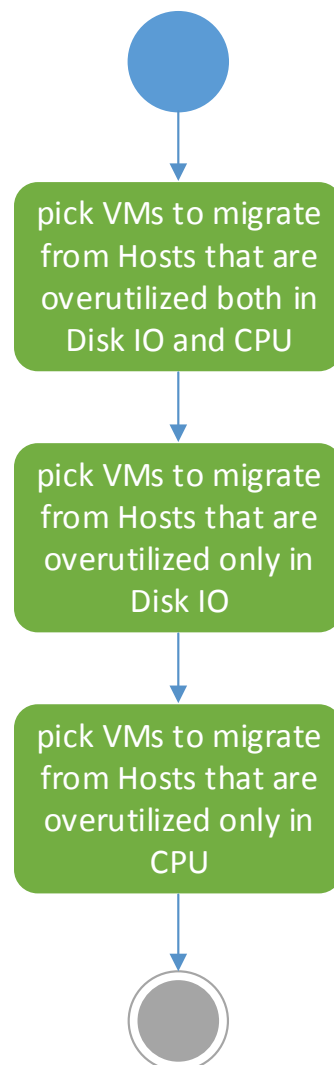 pick VMs to migrate
from Hosts that are
overutilized both in
Disk IO and CPU
pick VMs to migrate
from Hosts that are
overutilized only in
Disk IO
pick VMs to migrate
from Hosts that are
overutilized only in
CPU